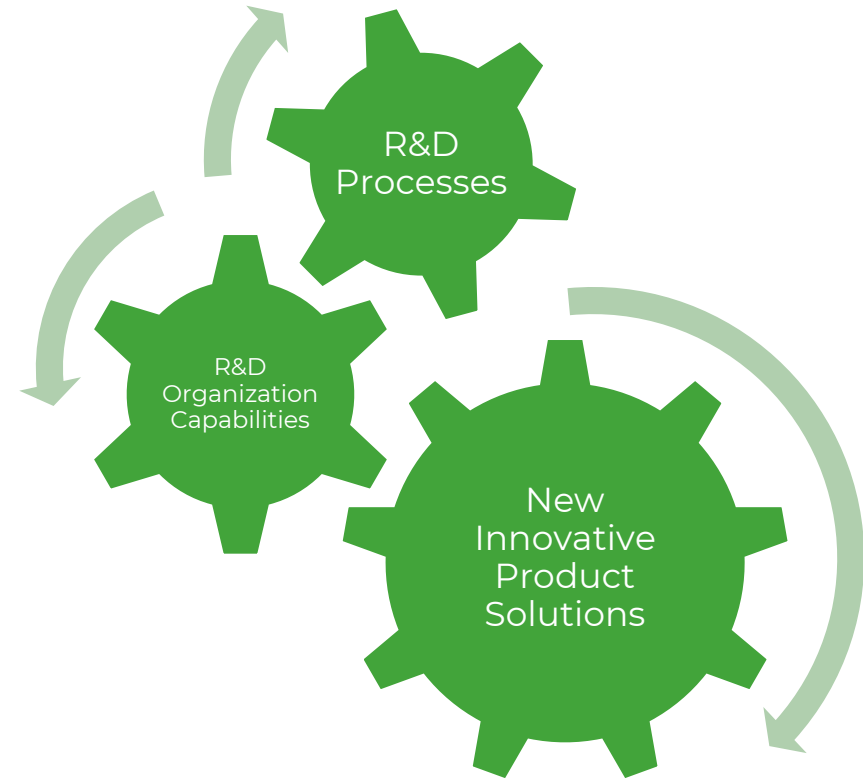 R&D
Processes
R&D
Organization
Capabilities
New
Innovative
Product
Solutions